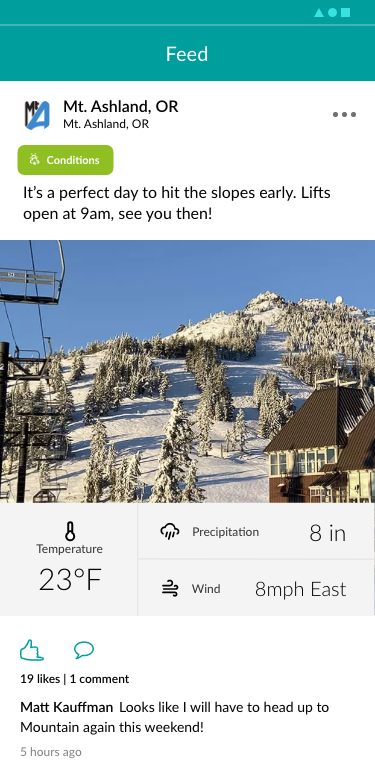 Feed
Mt. Ashland, OR
Mt. Ashland, OR
Conditions
It's a perfect day to hit the slopes early. Lifts
open at 9am, see you then!
Temperature
23°F
Precipitation
8 in
Wind
8mph East
19 likes | 1 comment
Matt Kauffman Looks like I will have to head up to
Mountain again this weekend!
5 hours ago